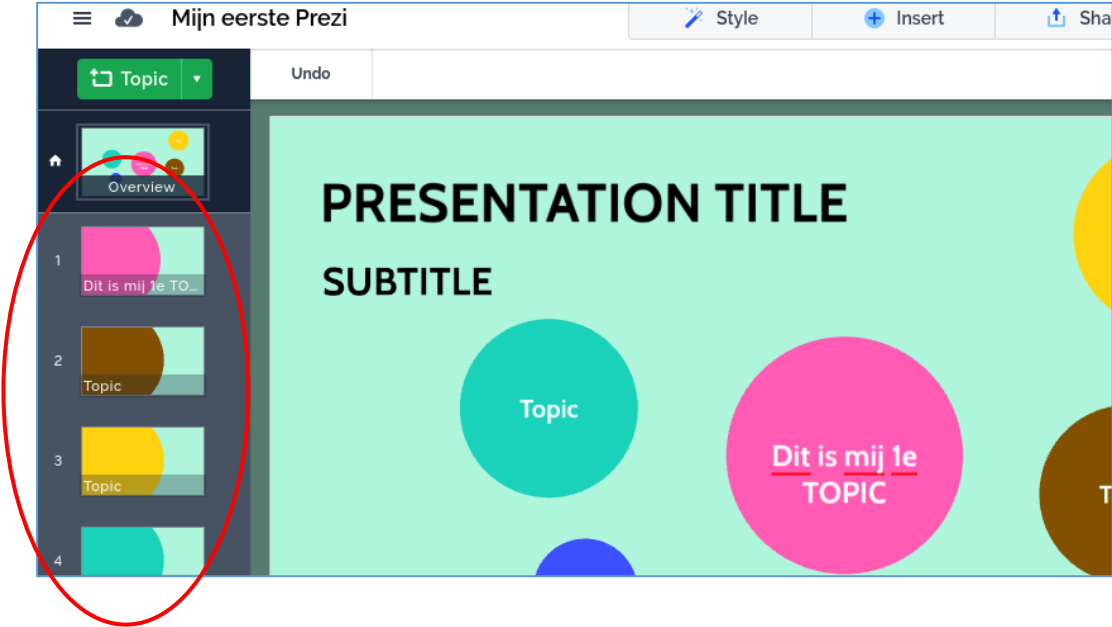 Mijn eerste Prezi
Style
Insert
Sha
Topic
Undo
Overview
1
Dit is mij 1e TO...
2
Topic
3
Topic
4
PRESENTATION TITLE
SUBTITLE
Topic
Dit is mij 1e
TOPIC
T